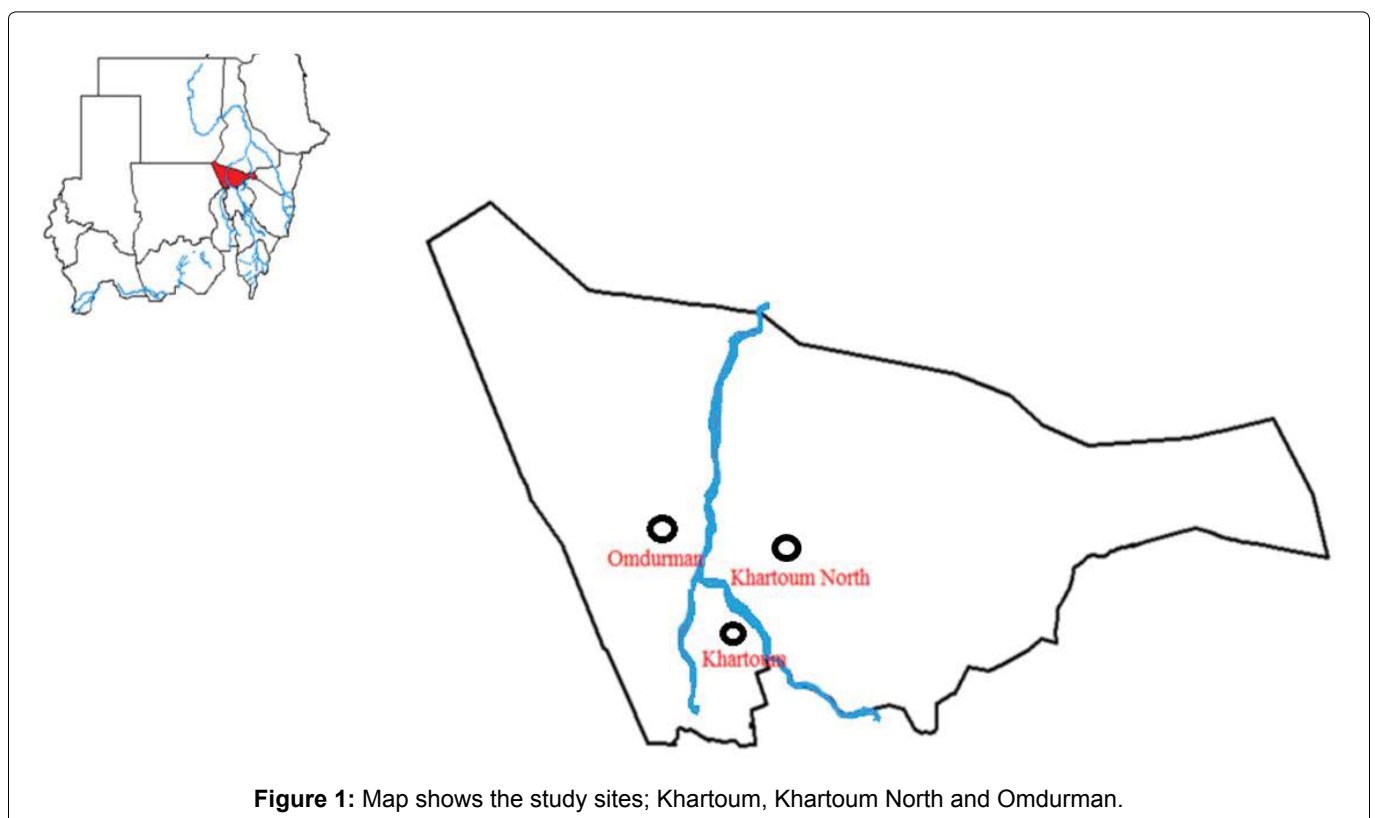 Omdurman
Khartoum North
Khartoum
Figure 1: Map shows the study sites; Khartoum, Khartoum North and Omdurman.